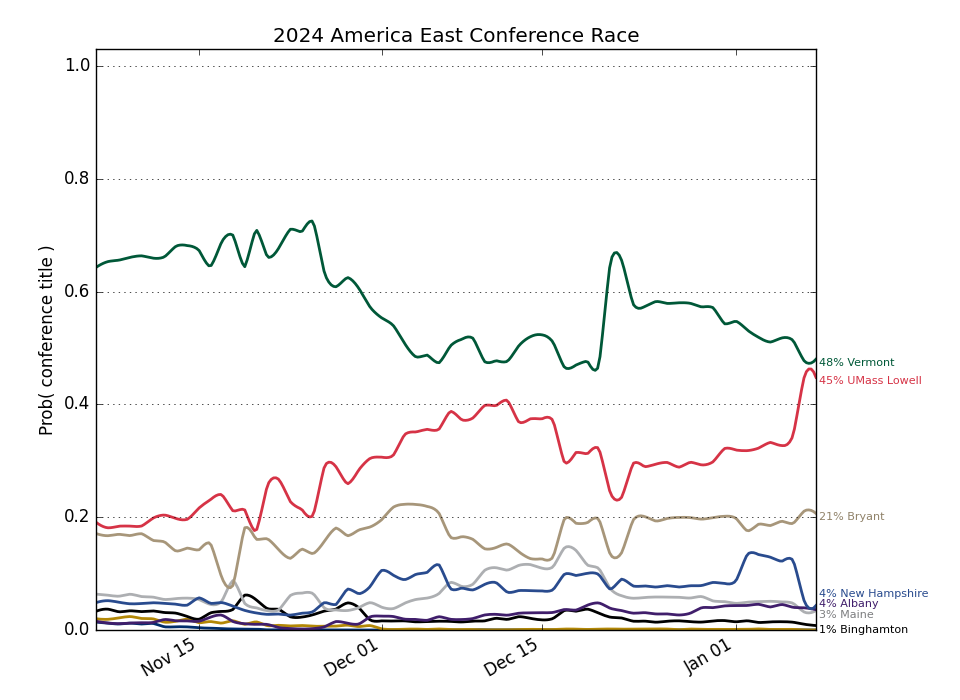 2024 America East Conference Race
Prob( conference title )
1.0
0.8
0.6
0.4
0.2
0.0
48% Vermont
45% UMass Lowell
21% Bryant
4% New Hampshire
4% Albany
3% Maine
1% Binghamton
Nov 15
Dec 01
Dec 15
Jan 01